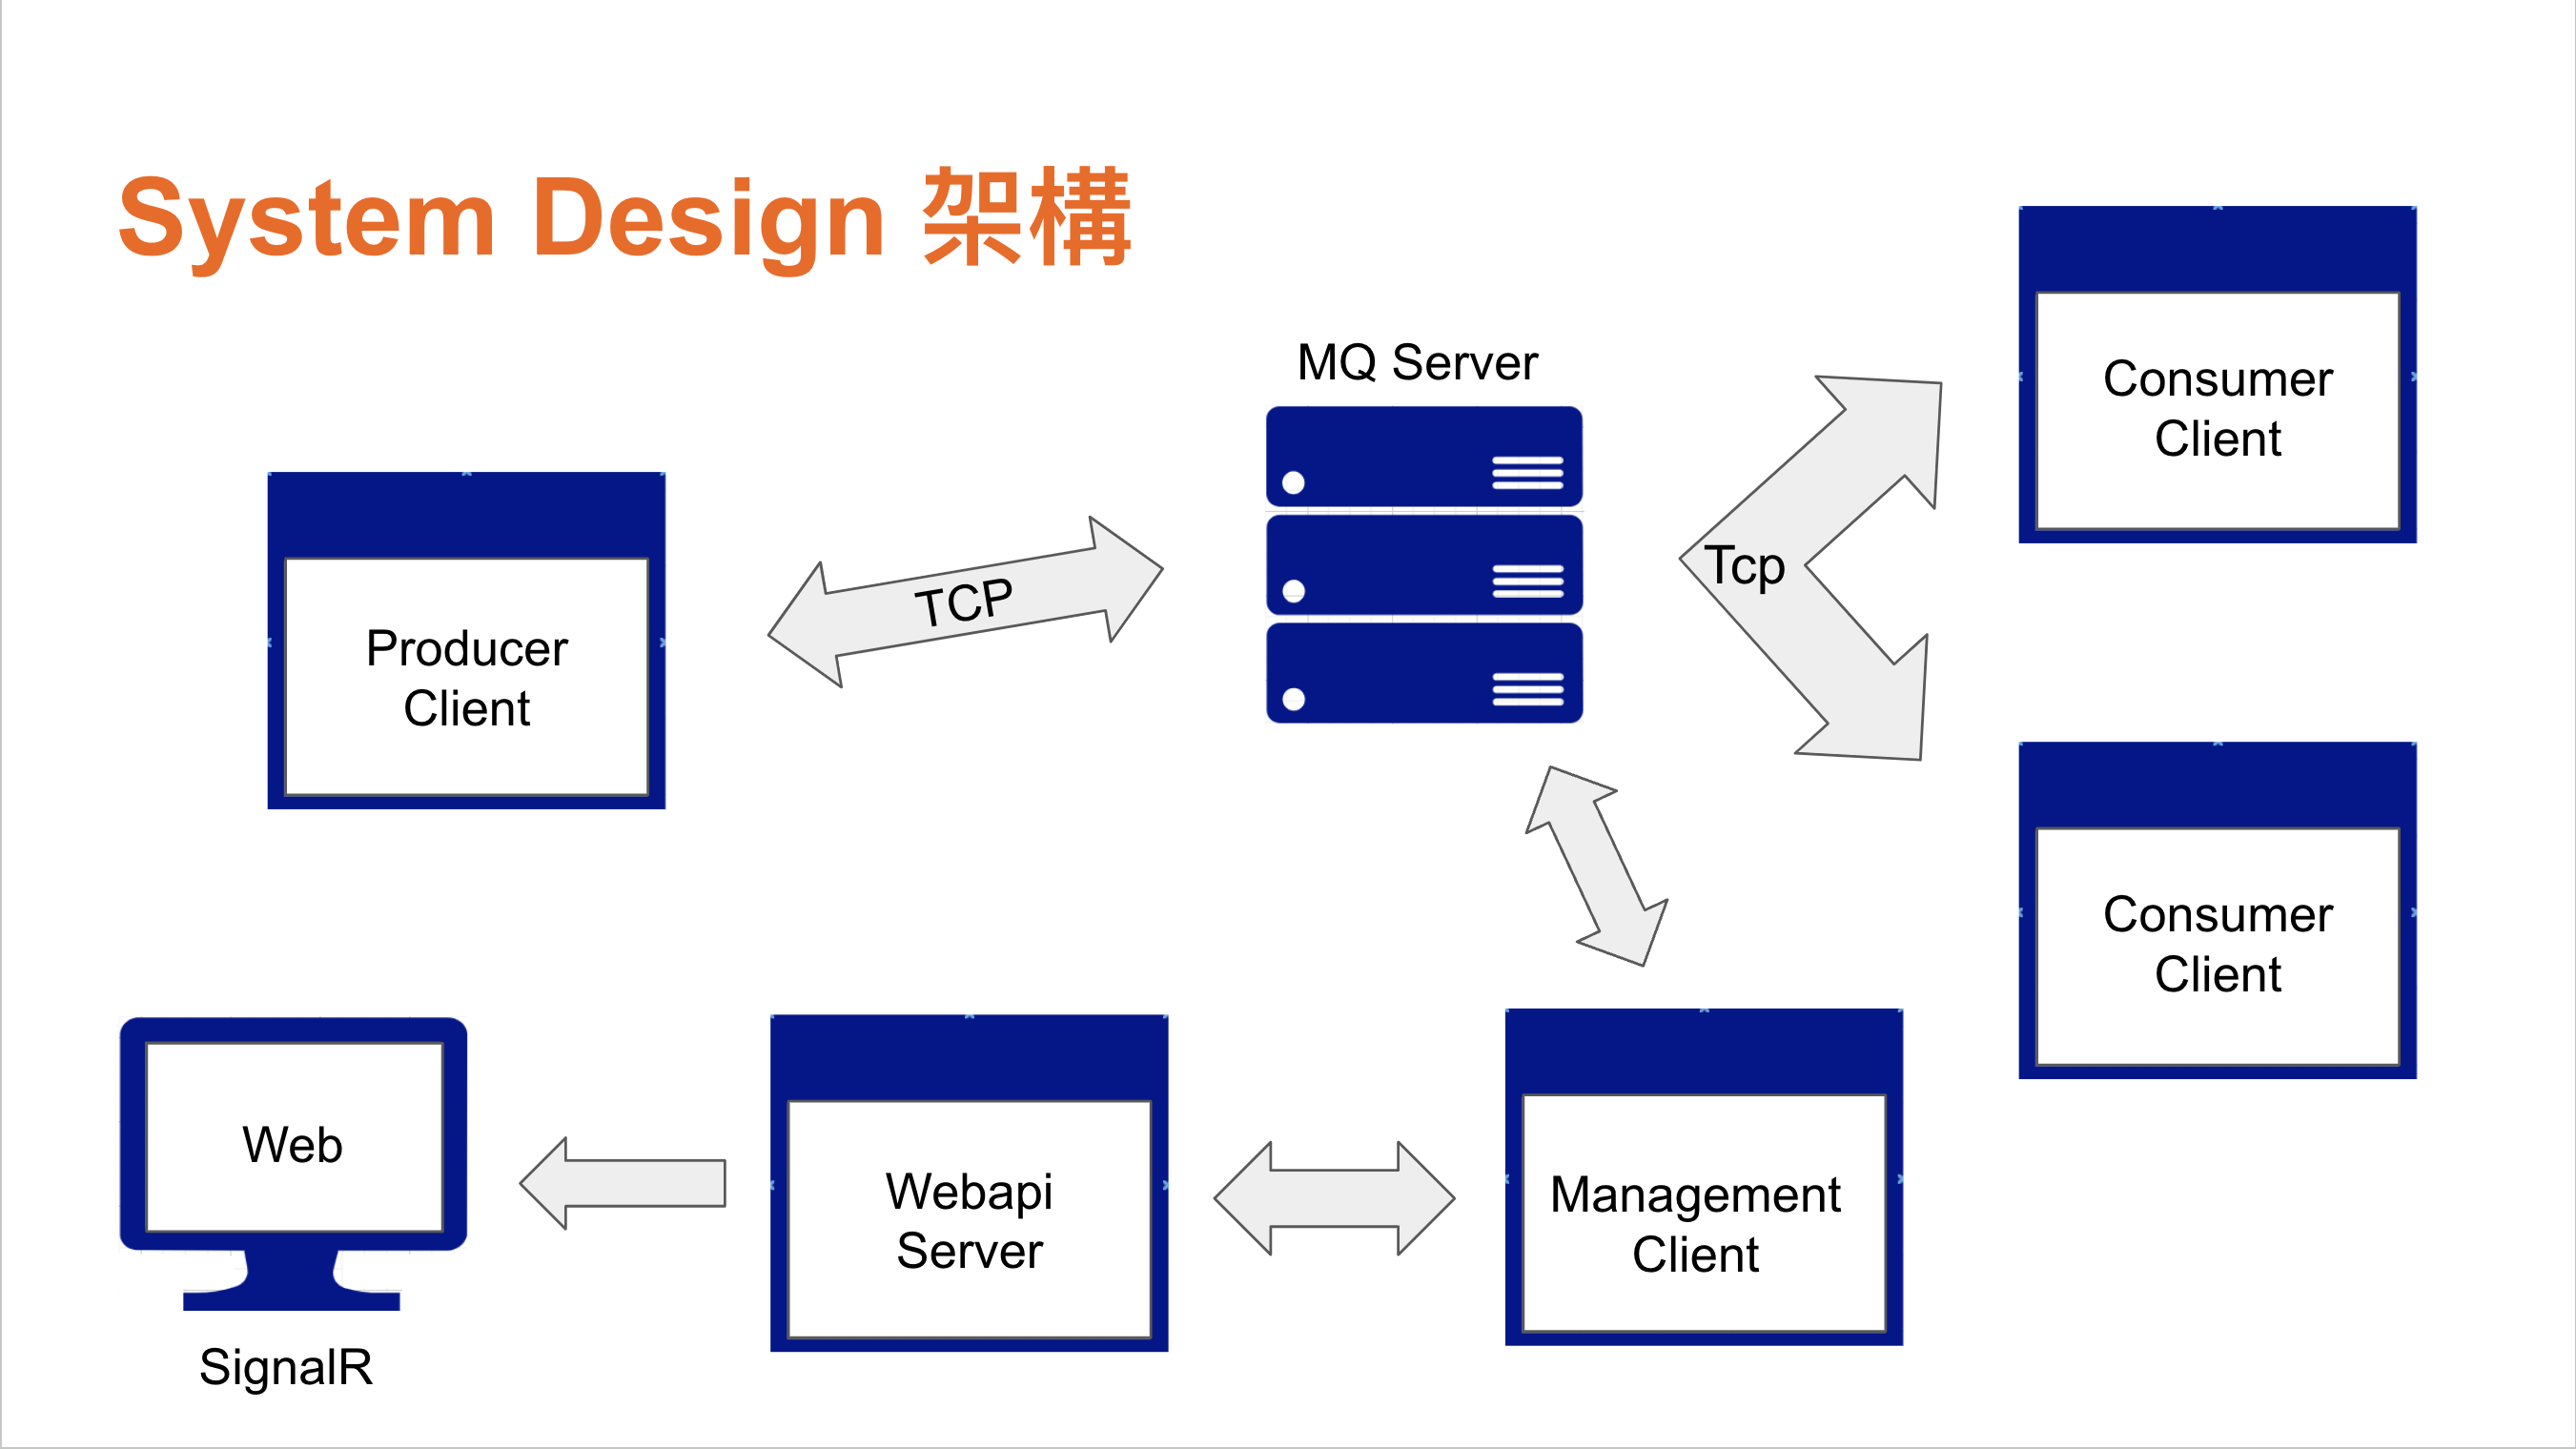 System Design 架構
MQ Server
Consumer
Client
Producer
Client
TCP
Tcp
Consumer
Client
Web
SignalR
Webapi
Server
Management
Client